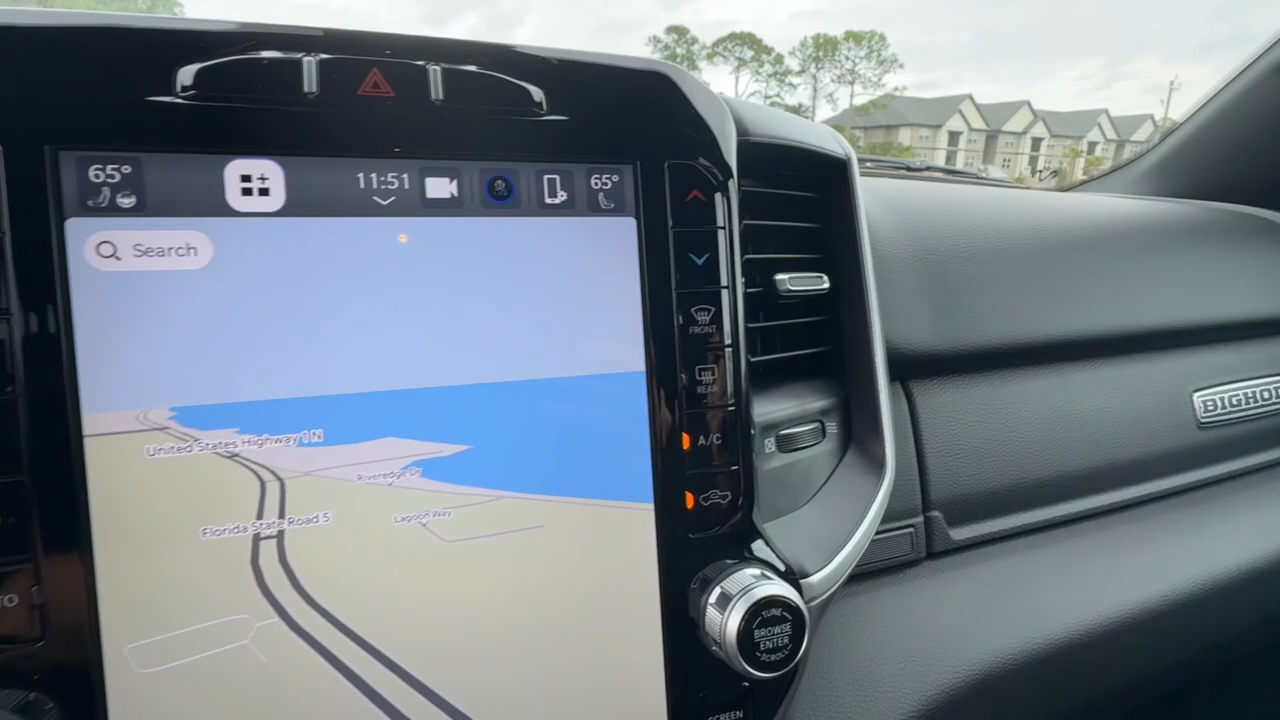 65°
11:51
65°
Search
FRONT
REAR
A/C
United States Highway 1 N
Riveredge Dr
Florida State Road 5
Lagoon Way
TUNE
BROWSE
ENTER
SCROLL
SCREEN